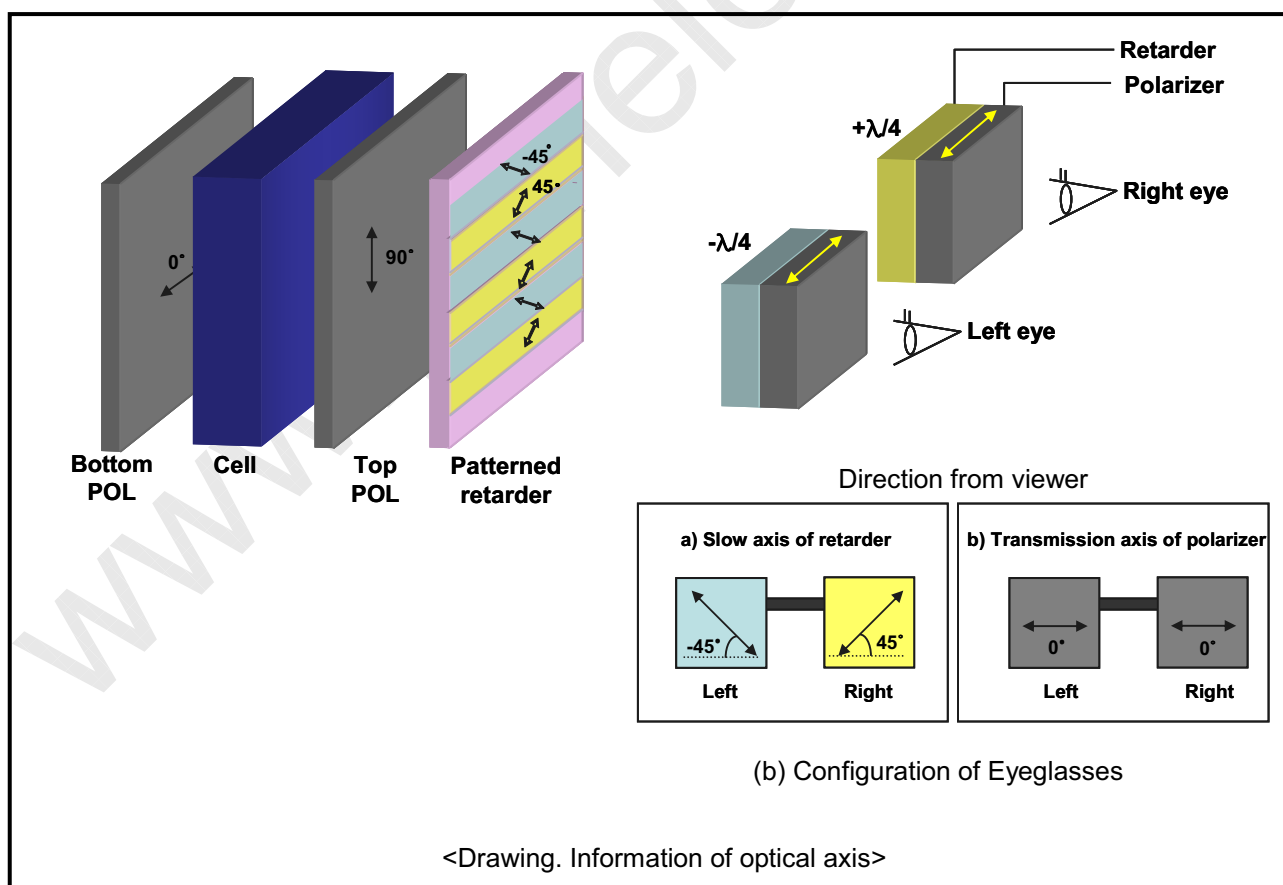 Retarder
Polarizer
+λ/4
Right eye
-λ/4
Left eye
-45°
45°
0°
90°
Bottom
POL
Cell
Top
POL
Patterned
retarder
Direction from viewer
a) Slow axis of retarder
-45°
45°
Left
Right
b) Transmission axis of polarizer
0°
0°
Left
Right
(b) Configuration of Eyeglasses
<Drawing. Information of optical axis>